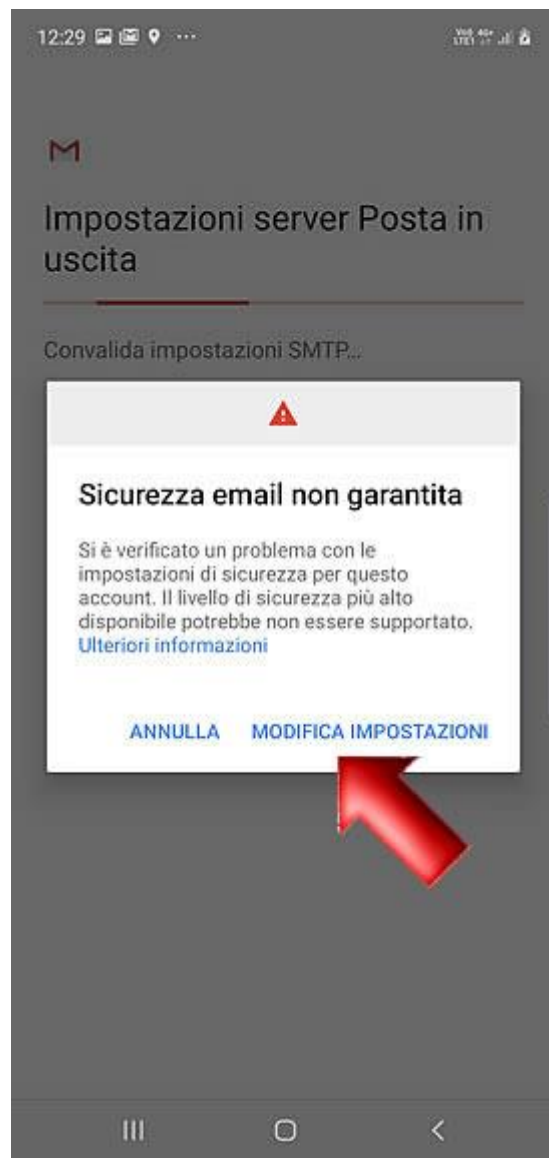 12:29
Impostazioni server Posta in
uscita
Convalida impostazioni SMTP...
Sicurezza email non garantita
Si è verificato un problema con le
impostazioni di sicurezza per questo
account. Il livello di sicurezza più alto
disponibile potrebbe non essere supportato.
Ulteriori informazioni
ANNULLA MODIFICA IMPOSTAZIONI